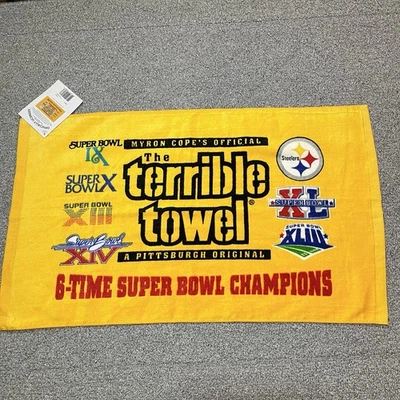 MYRON COPE'S OFFICIAL
The
terrible
towel®
A PITTSBURGH ORIGINAL
SUPER BOWL
IX
SUPER
BOWL X
SUPER BOWL
XIII
Super Bowl
XIV
Steelers
SUPER BOWL
XL
SUPER BOWL
XLIII
6-TIME SUPER BOWL CHAMPIONS